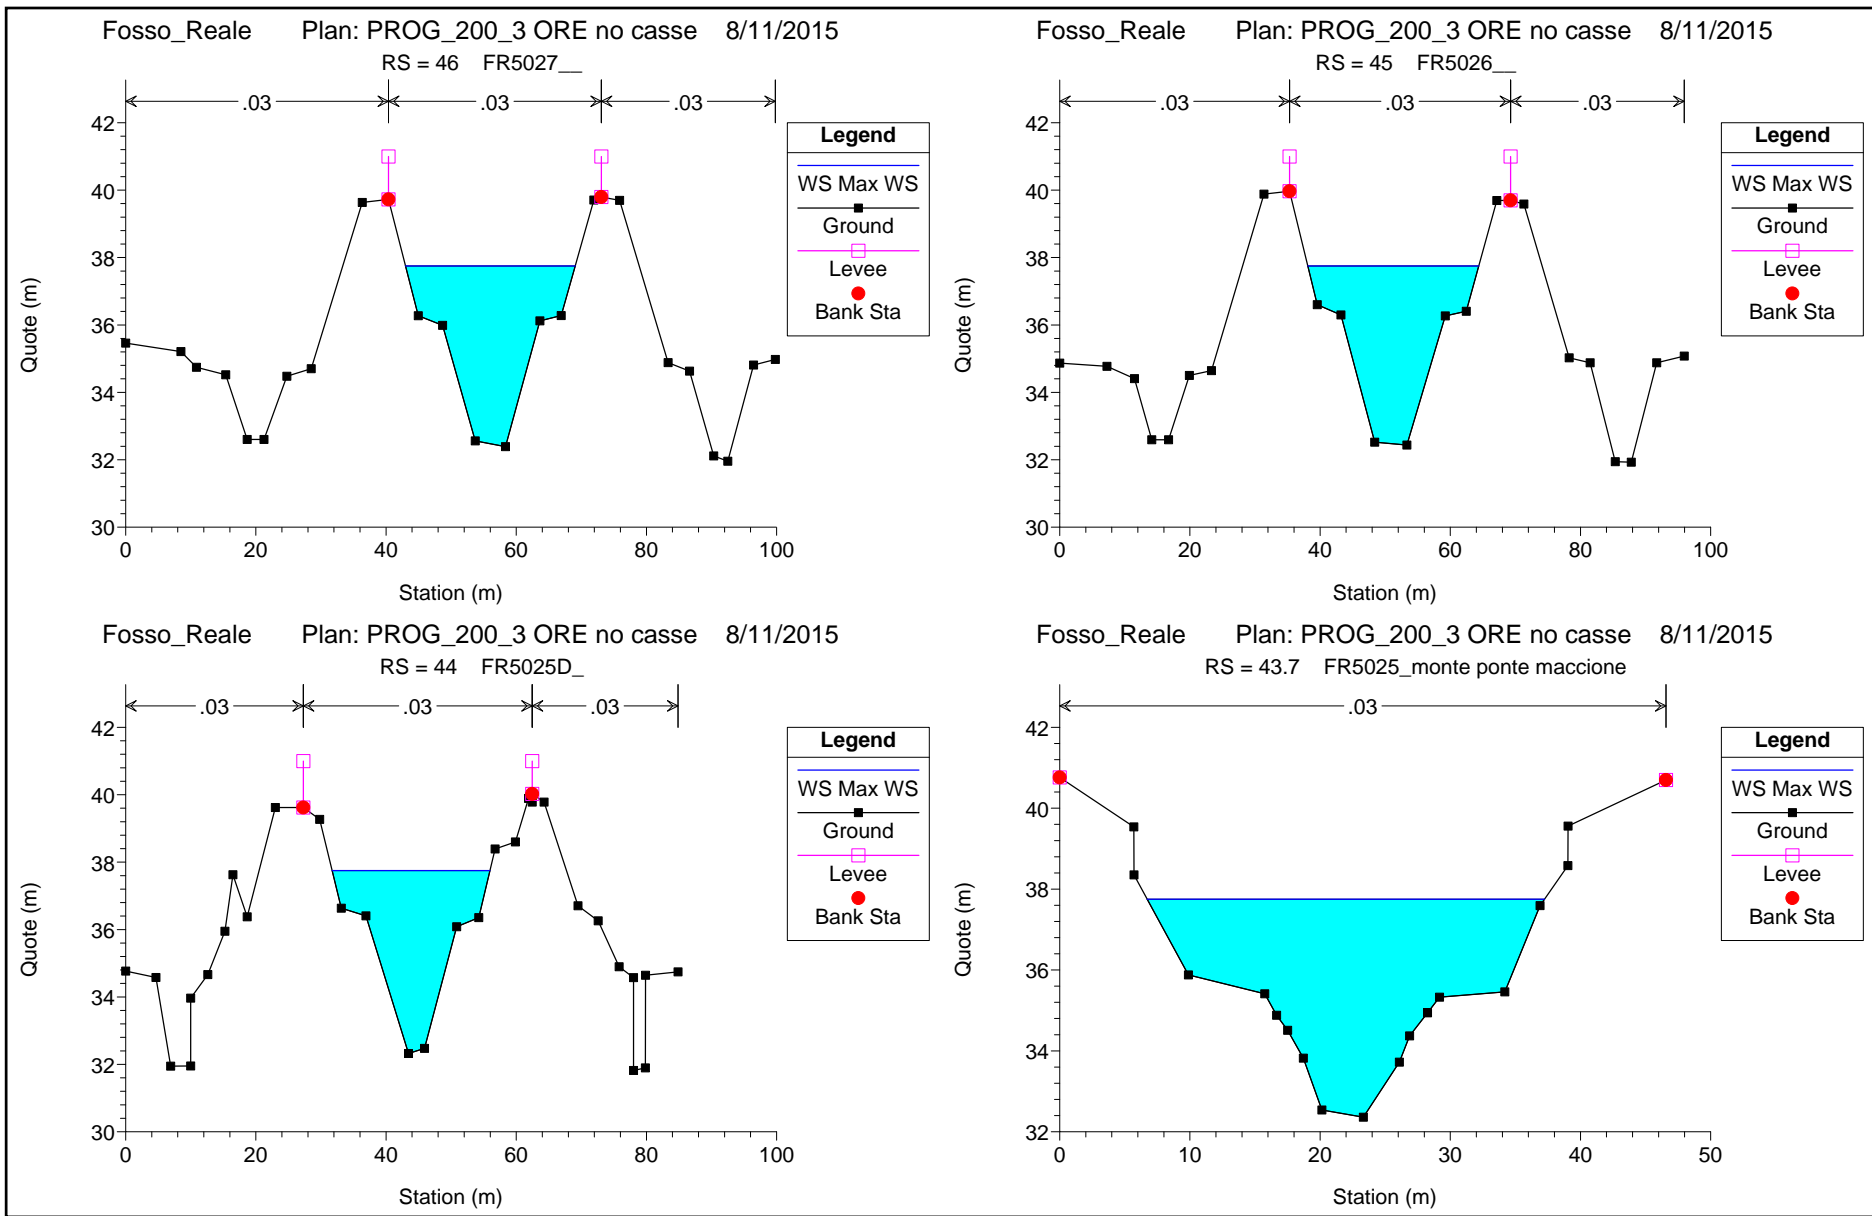 Fosso_Reale Plan: PROG_200_3 ORE no casse 8/11/2015
RS = 46 FR5027__
.03 .03 .03
42
40
38
36
34
32
30
0 20 40 60 80 100
Quote (m)
Station (m)
Legend
WS Max WS
Ground
Levee
Bank Sta
Fosso_Reale Plan: PROG_200_3 ORE no casse 8/11/2015
RS = 45 FR5026__
.03 .03 .03
42
40
38
36
34
32
30
0 20 40 60 80 100
Quote (m)
Station (m)
Legend
WS Max WS
Ground
Levee
Bank Sta
Fosso_Reale Plan: PROG_200_3 ORE no casse 8/11/2015
RS = 44 FR5025D_
.03 .03 .03
42
40
38
36
34
32
30
0 20 40 60 80 100
Quote (m)
Station (m)
Legend
WS Max WS
Ground
Levee
Bank Sta
Fosso_Reale Plan: PROG_200_3 ORE no casse 8/11/2015
RS = 43.7 FR5025_monte ponte maccione
.03
42
40
38
36
34
32
0 10 20 30 40 50
Quote (m)
Station (m)
Legend
WS Max WS
Ground
Levee
Bank Sta